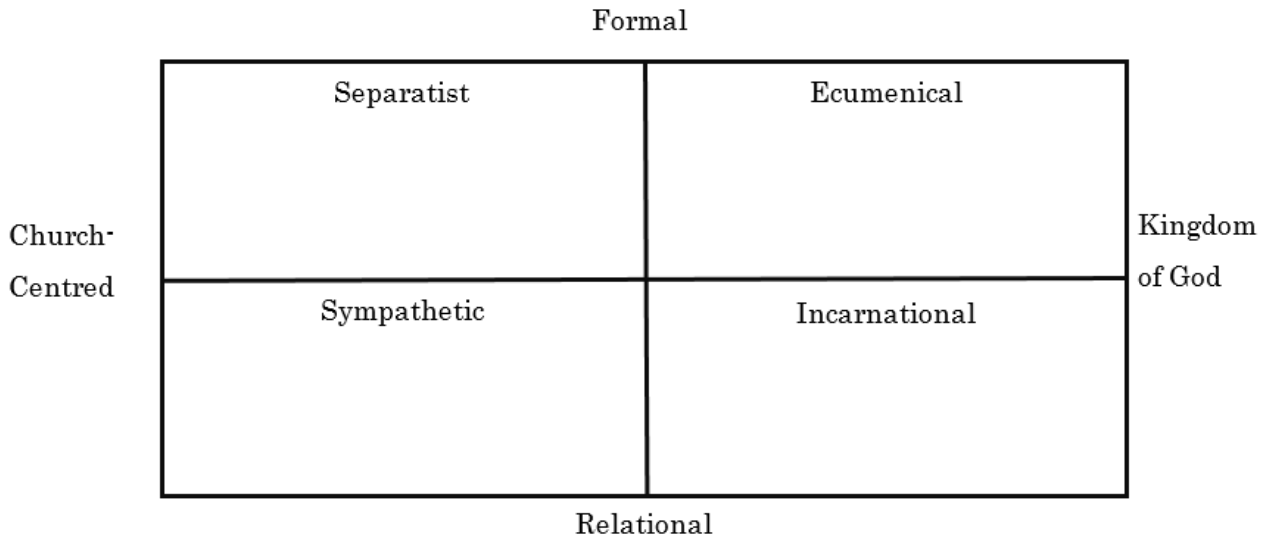 Formal
Separatist
Ecumenical
Church-
Centred
Kingdom
of God
Sympathetic
Incarnational
Relational